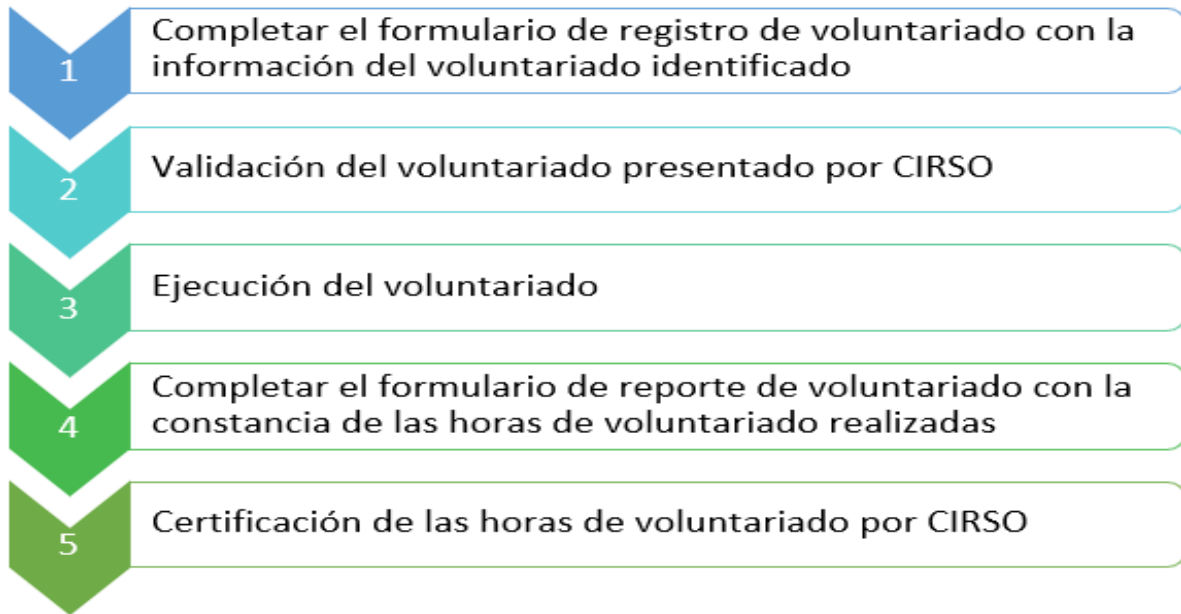 1
Completar el formulario de registro de voluntariado con la
información del voluntariado identificado
2
Validación del voluntariado presentado por CIRSO
3
Ejecución del voluntariado
4
Completar el formulario de reporte de voluntariado con la
constancia de las horas de voluntariado realizadas
5
Certificación de las horas de voluntariado por CIRSO